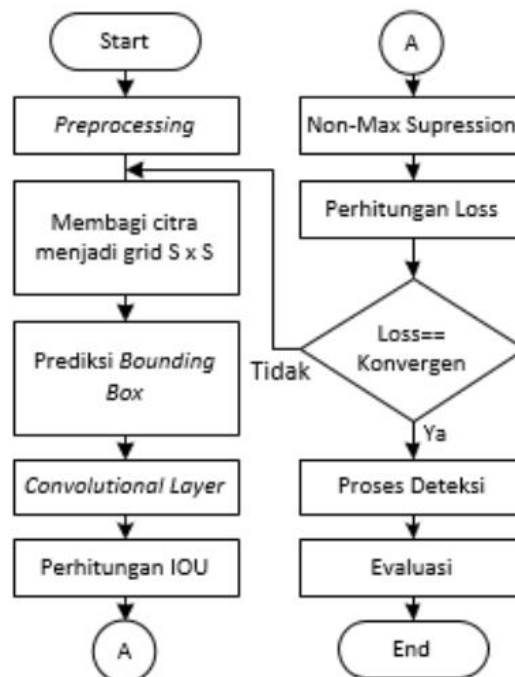 Start
Preprocessing
Membagi citra
menjadi grid S x S
Prediksi Bounding
Box
Convolutional Layer
Perhitungan IOU
A
A
Non-Max Supression
Perhitungan Loss
Loss==
Konvergen
Tidak
Ya
Proses Deteksi
Evaluasi
End